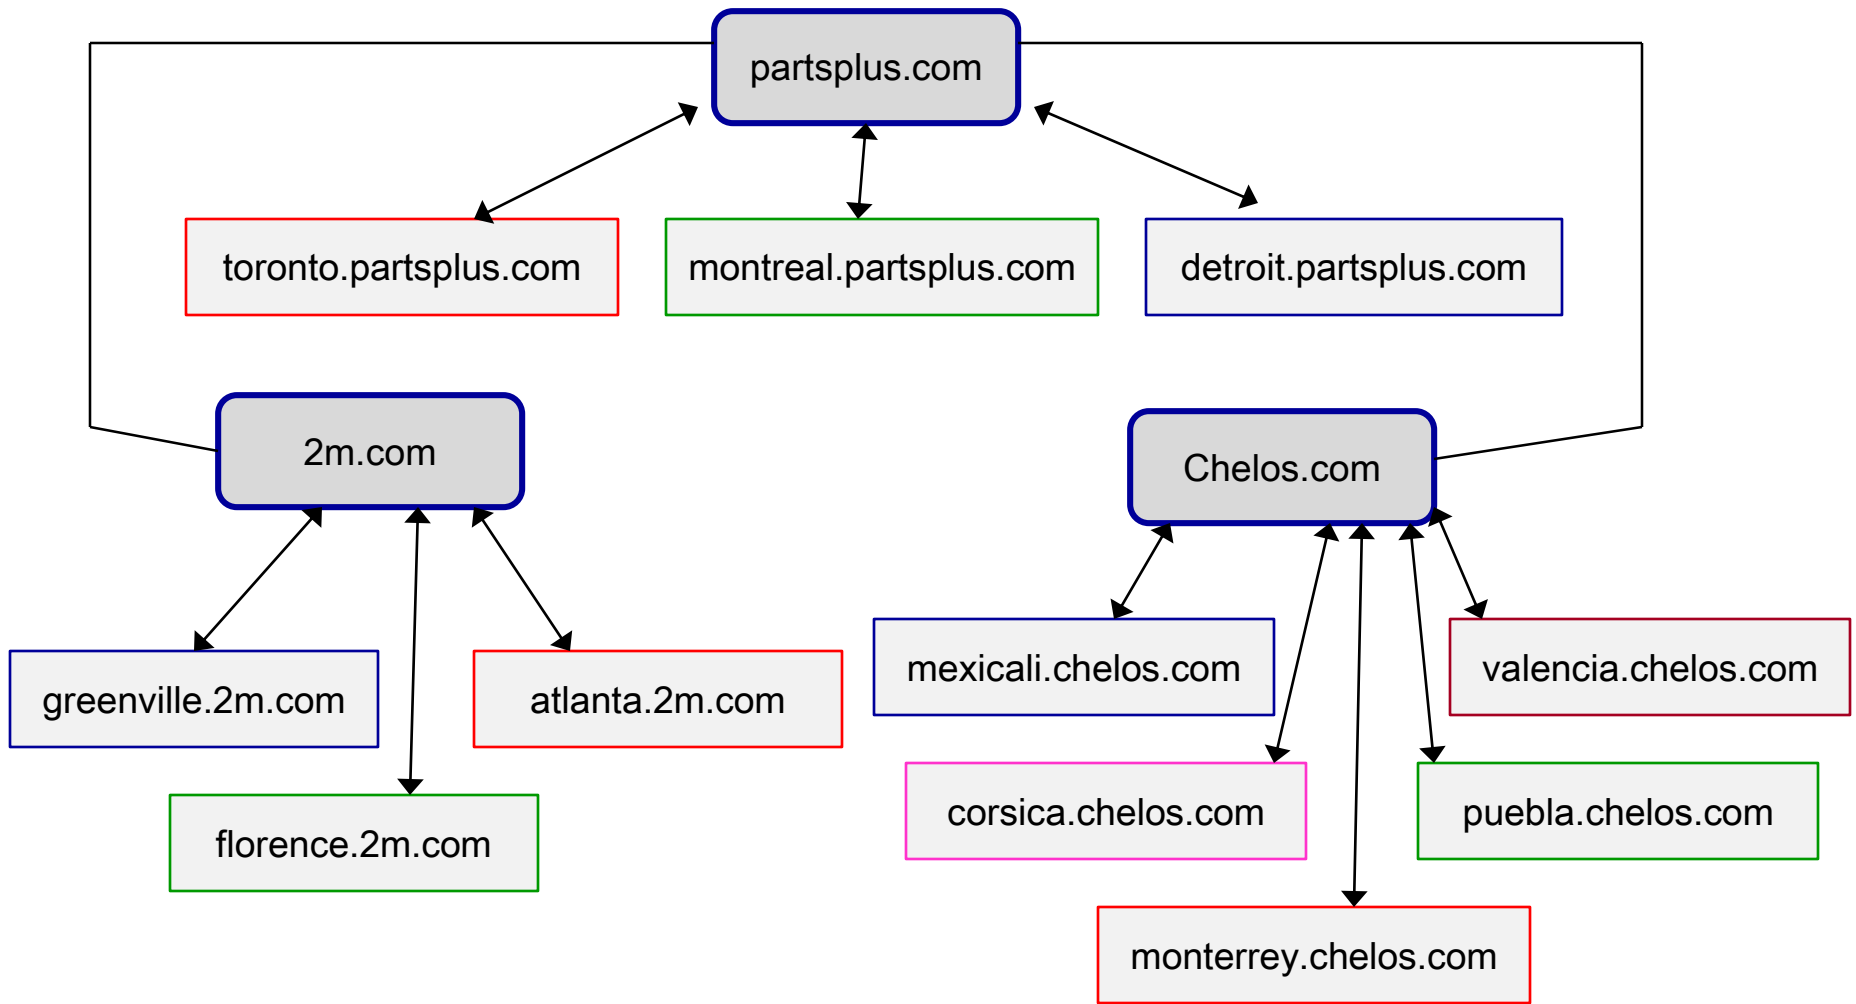 partsplus.com
toronto.partsplus.com
montreal.partsplus.com
detroit.partsplus.com
2m.com
Chelos.com
greenville.2m.com
atlanta.2m.com
florence.2m.com
mexicali.chelos.com
valencia.chelos.com
corsica.chelos.com
puebla.chelos.com
monterrey.chelos.com